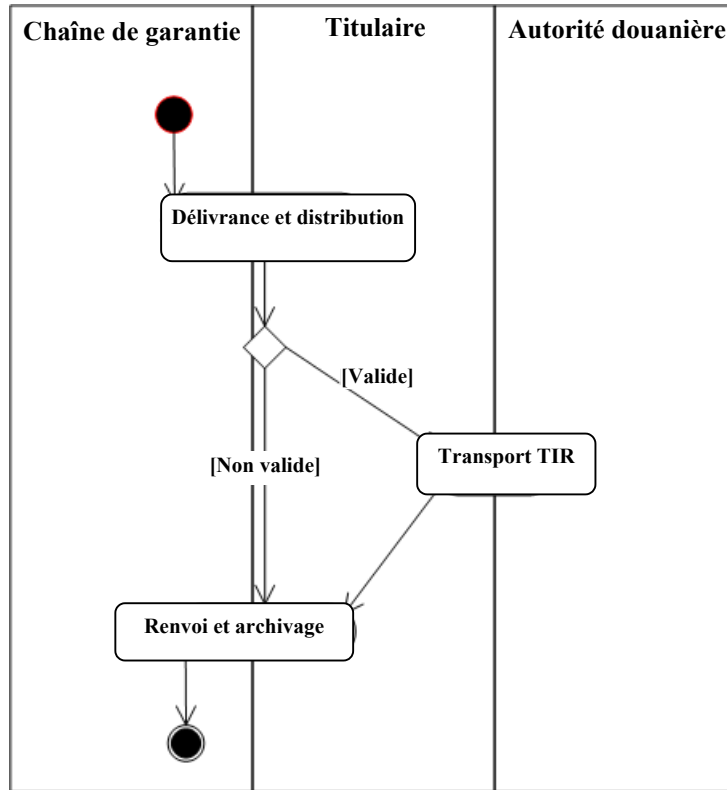 Chaîne de garantie
Titulaire
Autorité douanière
Délivrance et distribution
[Valide]
Transport TIR
[Non valide]
Renvoi et archivage